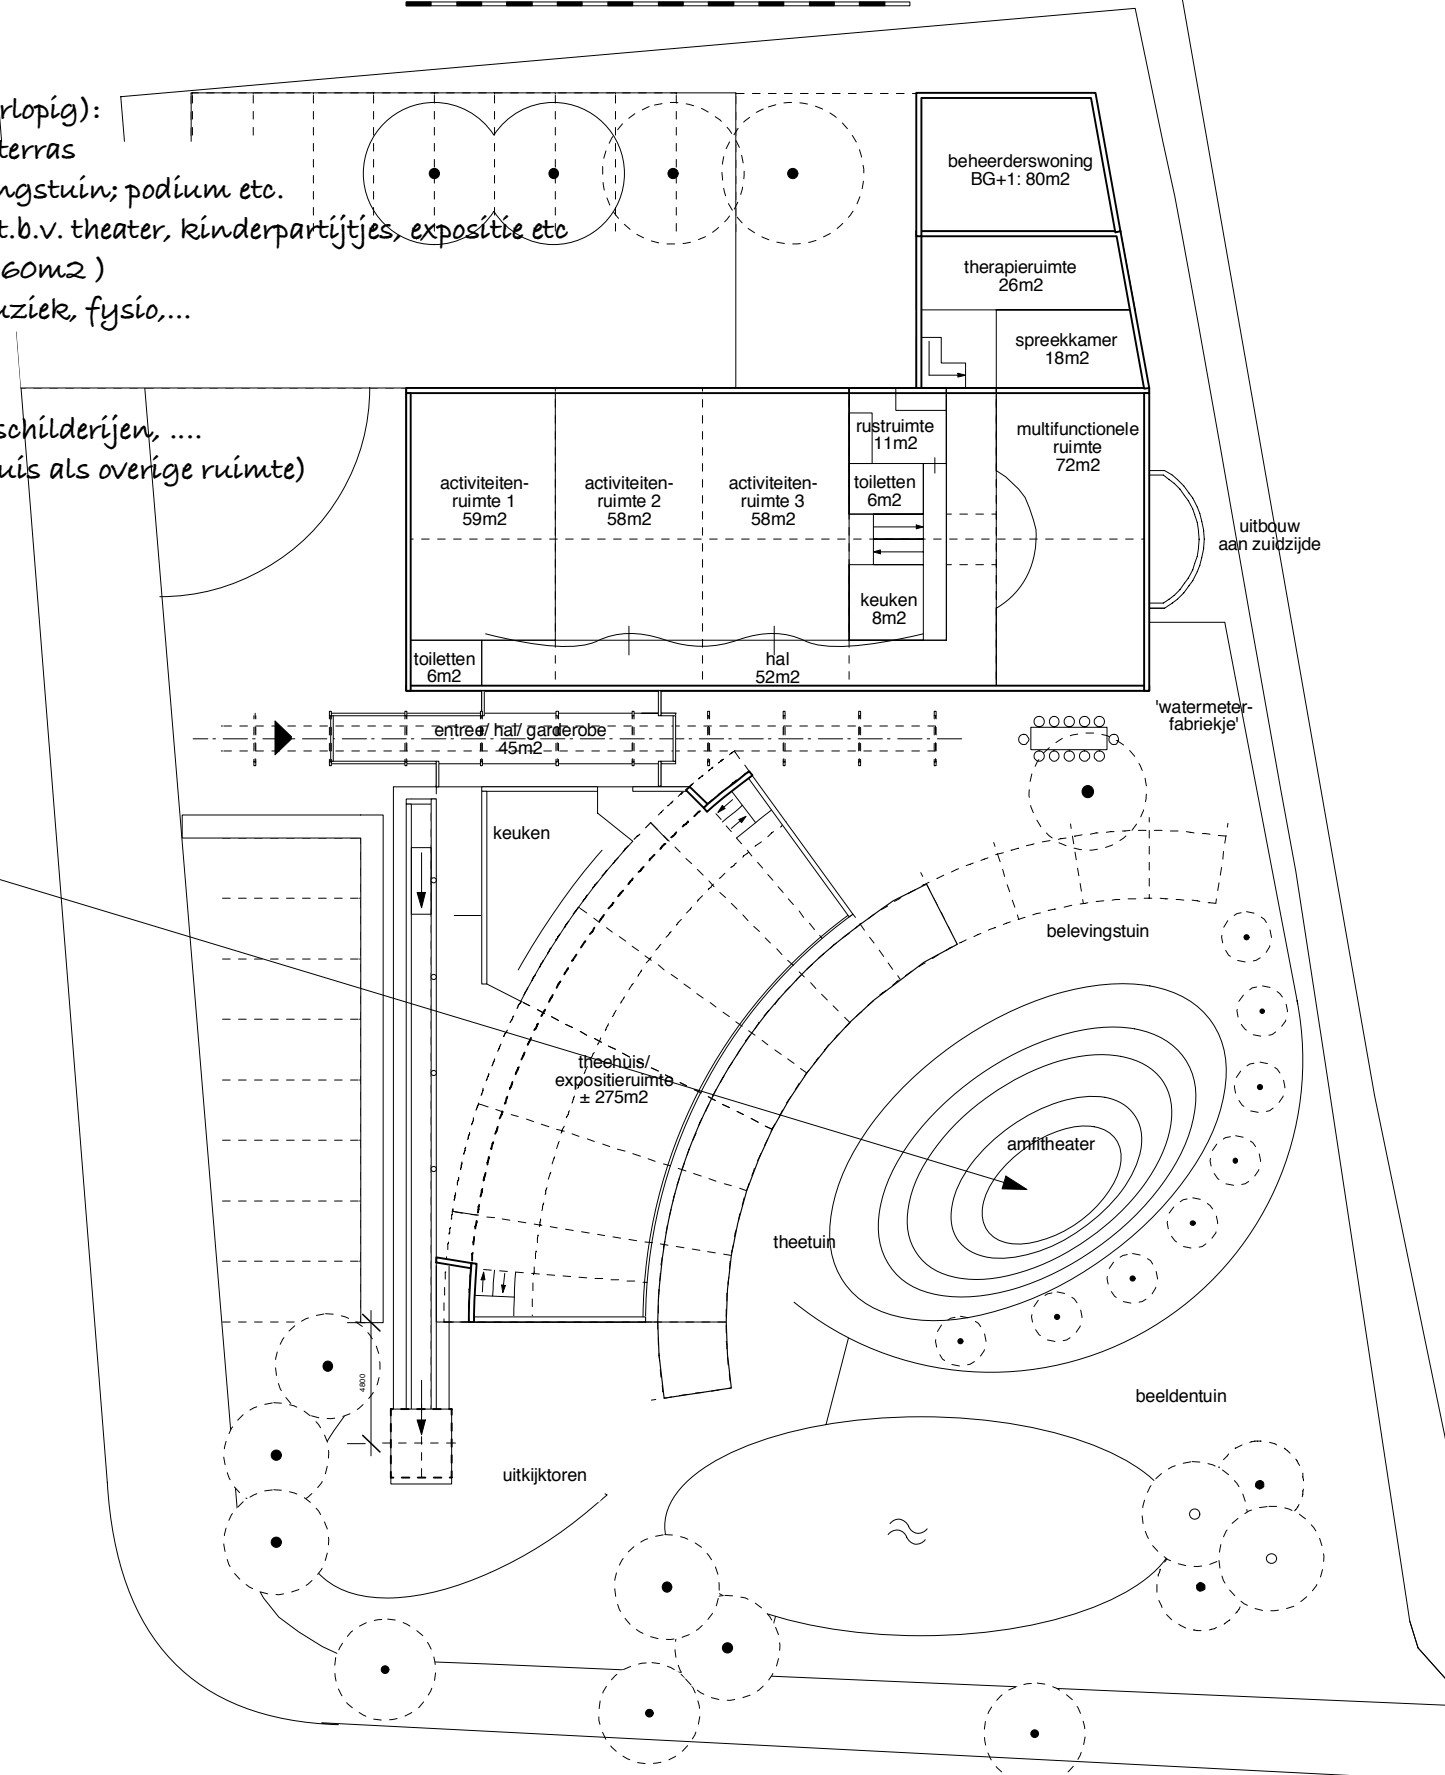 rlopig):
terras
ngstuin; podium etc.
t.b.v. theater, kinderpartijtjes, expositie etc
60m2 )
uziek, fysio,...
schilderijen, ....
uis als overige ruimte)
beheerderswoning
BG+1: 80m2
therapieruimte
26m2
spreekkamer
18m2
activiteiten-
ruimte 1
59m2
activiteiten-
ruimte 2
58m2
activiteiten-
ruimte 3
58m2
rustruimte
11m2
toiletten
6m2
keuken
8m2
multifunctionele
ruimte
72m2
uitbouw
aan zuidzijde
toiletten
6m2
hal
52m2
entree/ hal/ garderobe
45m2
'watermeter-
fabriekje'
keuken
belevingstuin
theehuis/
expositieruimte
± 275m2
amfitheater
theetuin
4800
beeldentuin
uitkijktoren